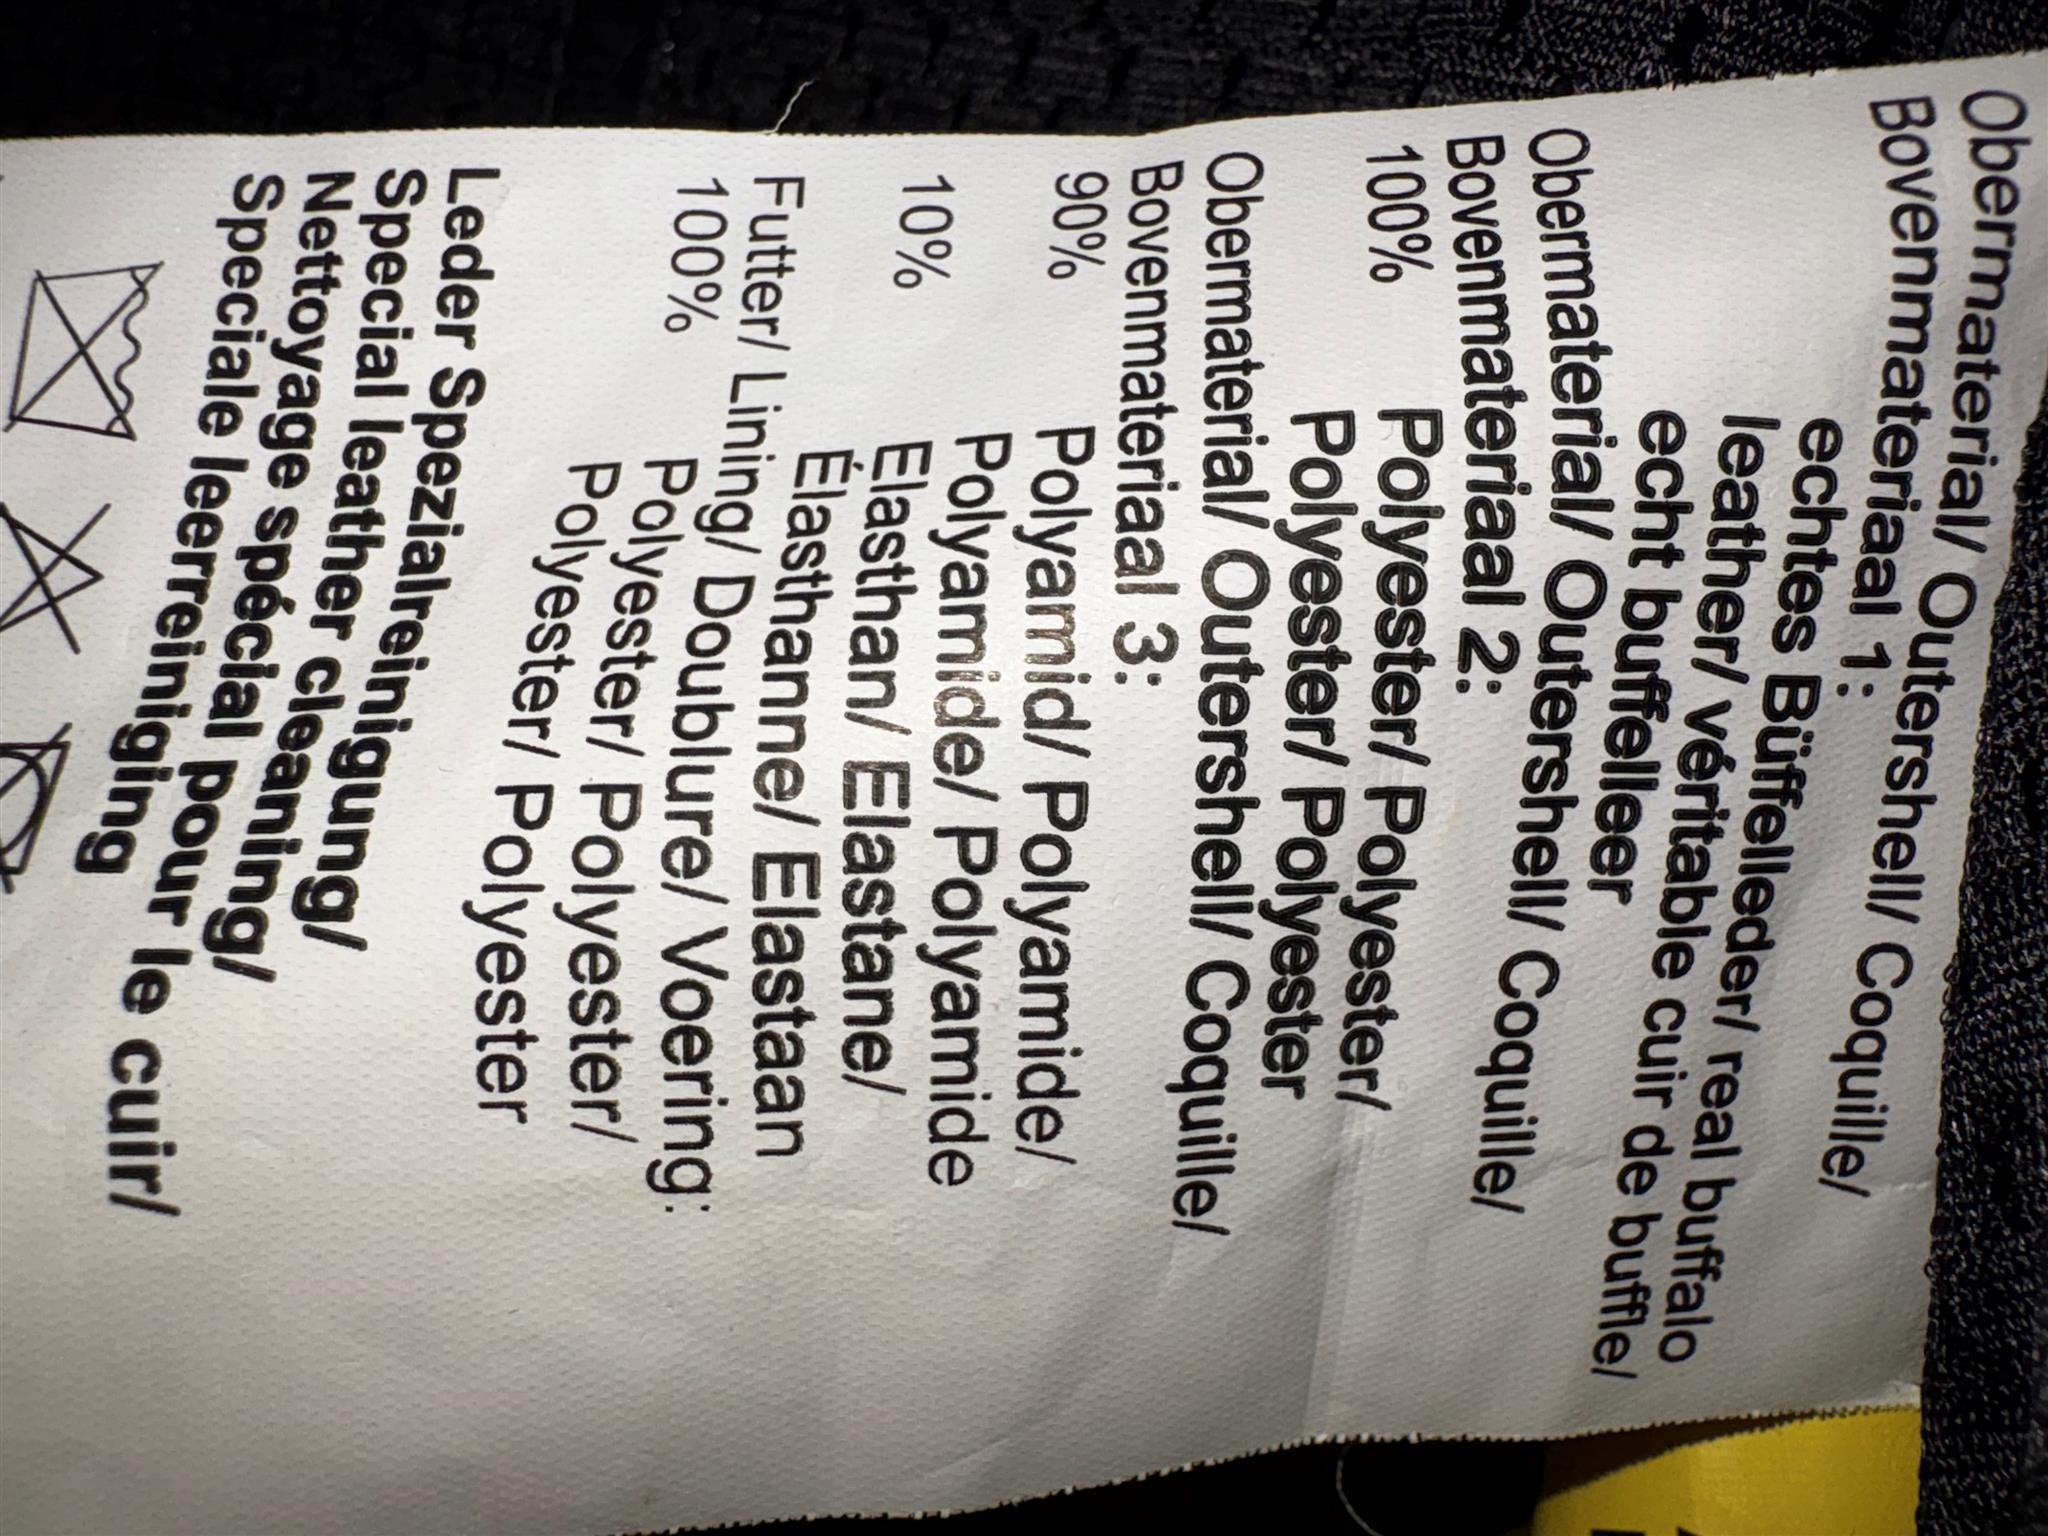 Obermaterial/ Outershell/ Coquille/
Bovenmateriaal 1:
echtes Büffelleder/ real buffalo
leather/ véritable cuir de buffle/
echt buffelleer
Obermaterial/ Outershell/ Coquille/
Bovenmateriaal 2:
100% Polyester/ Polyester/
Polyester/ Polyester
Obermaterial/ Outershell/ Coquille/
Bovenmateriaal 3:
90% Polyamid/ Polyamide/
Polyamide/ Polyamide
10% Elasthan/ Elastane/
Élasthanne/ Elastaan
Futter/ Lining/ Doublure/ Voering:
100% Polyester/ Polyester/
Polyester/ Polyester
Leder Spezialreinigung/
Special leather cleaning/
Nettoyage spécial pour le cuir/
Speciale leerreiniging